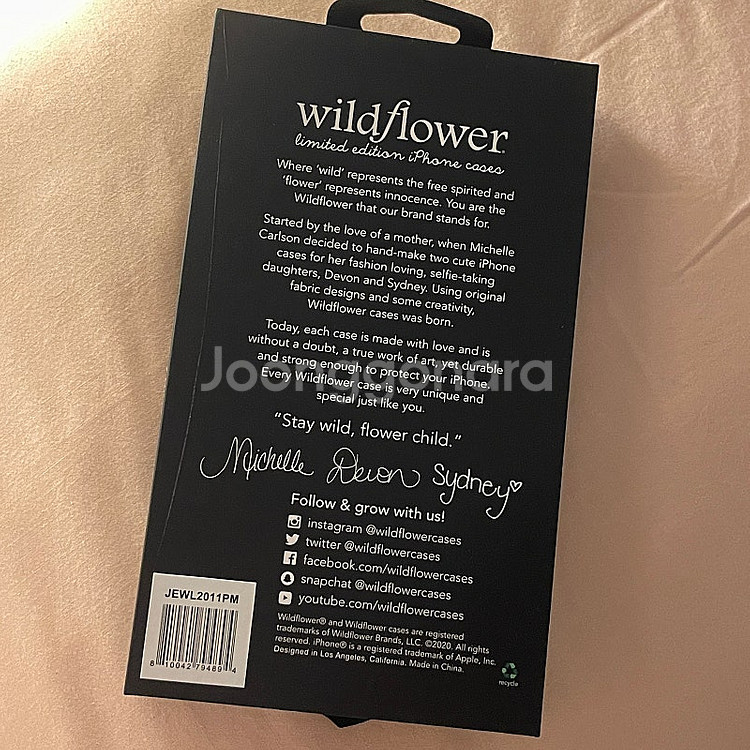 wildflower
limited edition iPhone cases
Where 'wild' represents the free spirited and
'flower' represents innocence. You are the
Wildflower that our brand stands for.
Started by the love of a mother, when Michelle
Carlson decided to hand-make two cute iPhone
cases for her fashion loving, selfie-taking
daughters, Devon and Sydney. Using original
fabric designs and some creativity,
Wildflower cases was born.
Today, each case is made with love and is
without a doubt, a true work of art, yet durable
and strong enough to protect your iPhone.
Every Wildflower case is very unique and
special just like you.
Joonggonara
"Stay wild, flower child."
Michelle Devon Sydney
Follow & grow with us!
instagram @wildflowercases
twitter @wildflowercases
facebook.com/wildflowercases
snapchat @wildflowercases
youtube.com/wildflowercases
Wildflower® and Wildflower cases are registered
trademarks of Wildflower Brands, LLC. ©2020. All rights
reserved. iPhone® is a registered trademark of Apple, Inc.
Designed in Los Angeles, California. Made in China.
recycle
JEWL2011PM
8 10042 79489 4